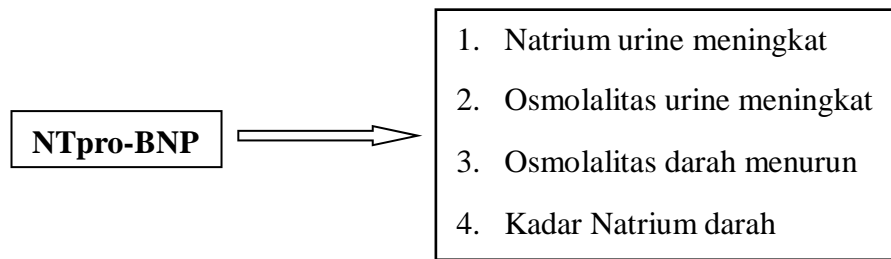 NTpro-BNP
1. Natrium urine meningkat
2. Osmolalitas urine meningkat
3. Osmolalitas darah menurun
4. Kadar Natrium darah